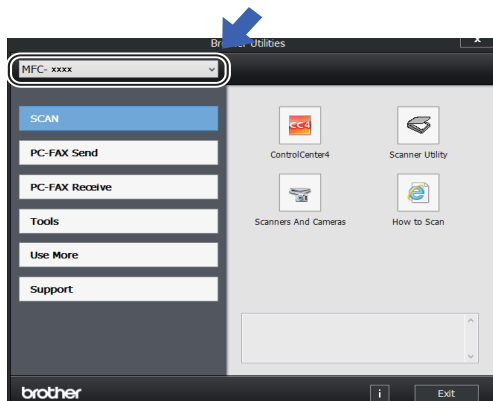 Brother Utilities
x
MFC- xxxx
SCAN
PC-FAX Send
PC-FAX Receive
Tools
Use More
Support
CC4
ControlCenter4
Scanner Utility
Scanners And Cameras
How to Scan
brother
i
Exit